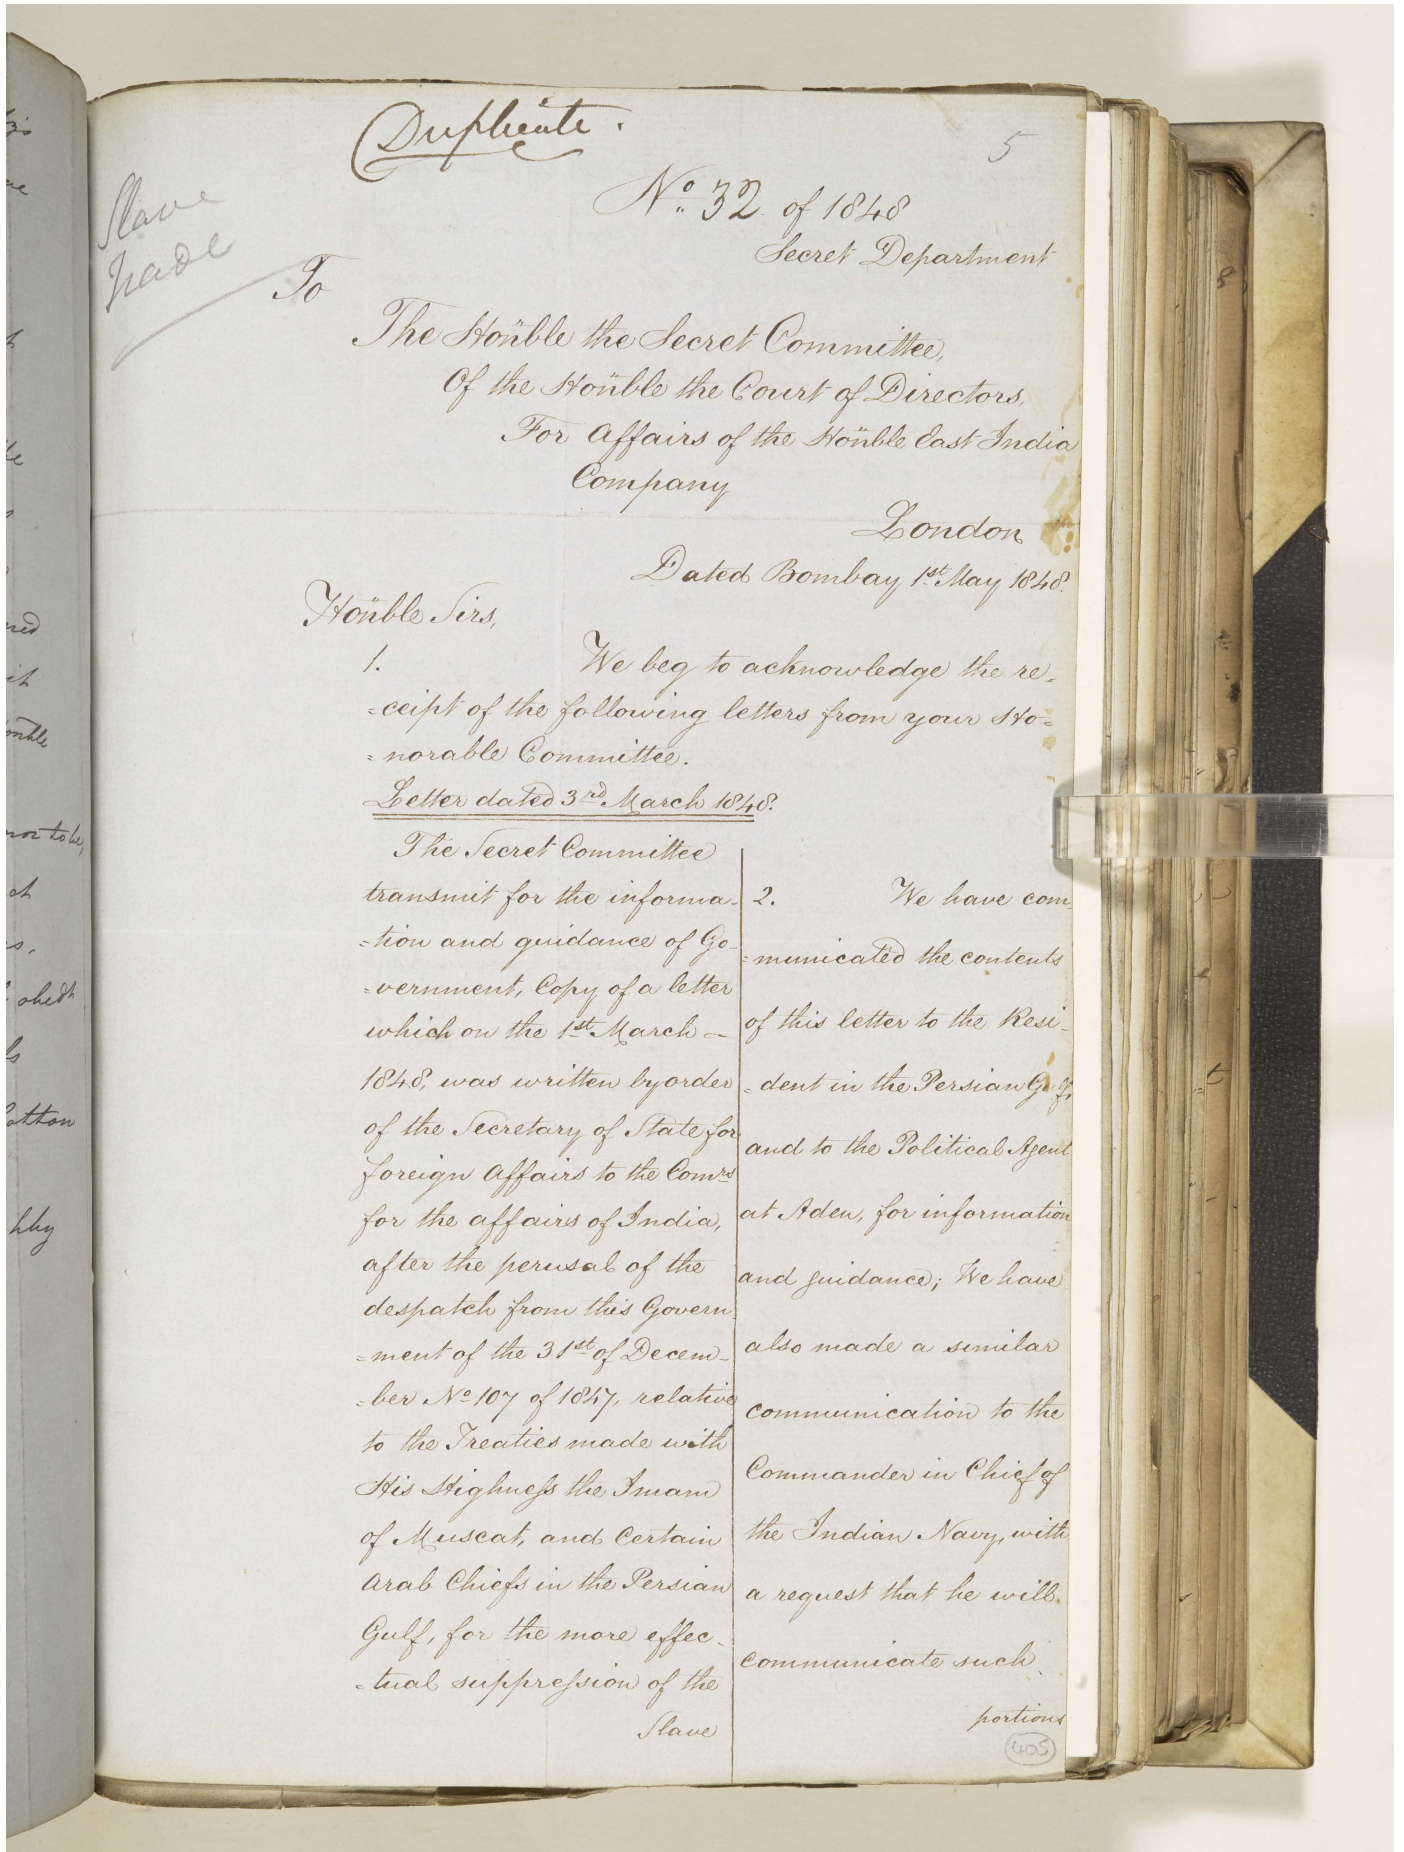 Duplicate.
5
No. 32 of 1848
Secret Department
Slave
Trade
To
The Honble the Secret Committee,
Of the Honble the Court of Directors,
For Affairs of the Honble East India
Company
London
Dated Bombay 1st May 1848.
Honble Sirs,
1. We beg to acknowledge the re-
=ceipt of the following letters from your Ho=
=norable Committee.
Letter dated 3rd March 1848.
The Secret Committee
transmit for the informa-
=tion and guidance of Go-
=vernment, Copy of a letter
which on the 1st March —
1848, was written by order
of the Secretary of State for
foreign Affairs to the Comrs
for the affairs of India,
after the perusal of the
despatch from this Govern
=ment of the 31st of Decem-
=ber No 107 of 1847, relative
to the Treaties made with
His Highness the Imam
of Muscat, and Certain
Arab Chiefs in the Persian
Gulf, for the more effec-
=tual suppression of the
Slave
2. We have com-
=municated the contents
of this letter to the Resi-
=dent in the Persian Gulf,
and to the Political Agent
at Aden, for information
and guidance; We have
also made a similar
communication to the
Commander in Chief of
the Indian Navy, with
a request that he will
communicate such
portions
405
obedt
Cotton